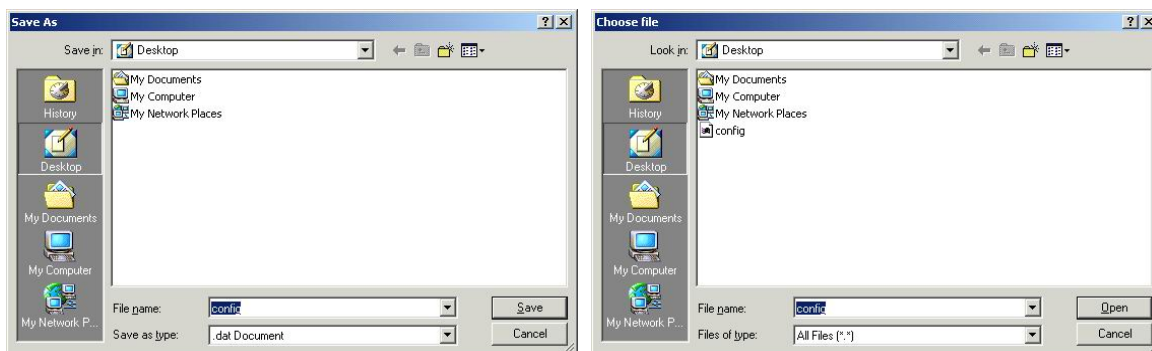 Save As
Save in: Desktop
History
Desktop
My Documents
My Computer
My Network P...
My Documents
My Computer
My Network Places
File name: config Save
Save as type: .dat Document Cancel
Choose file
Look in: Desktop
History
Desktop
My Documents
My Computer
My Network P...
My Documents
My Computer
My Network Places
config
File name: config Open
Files of type: All Files (*.*) Cancel